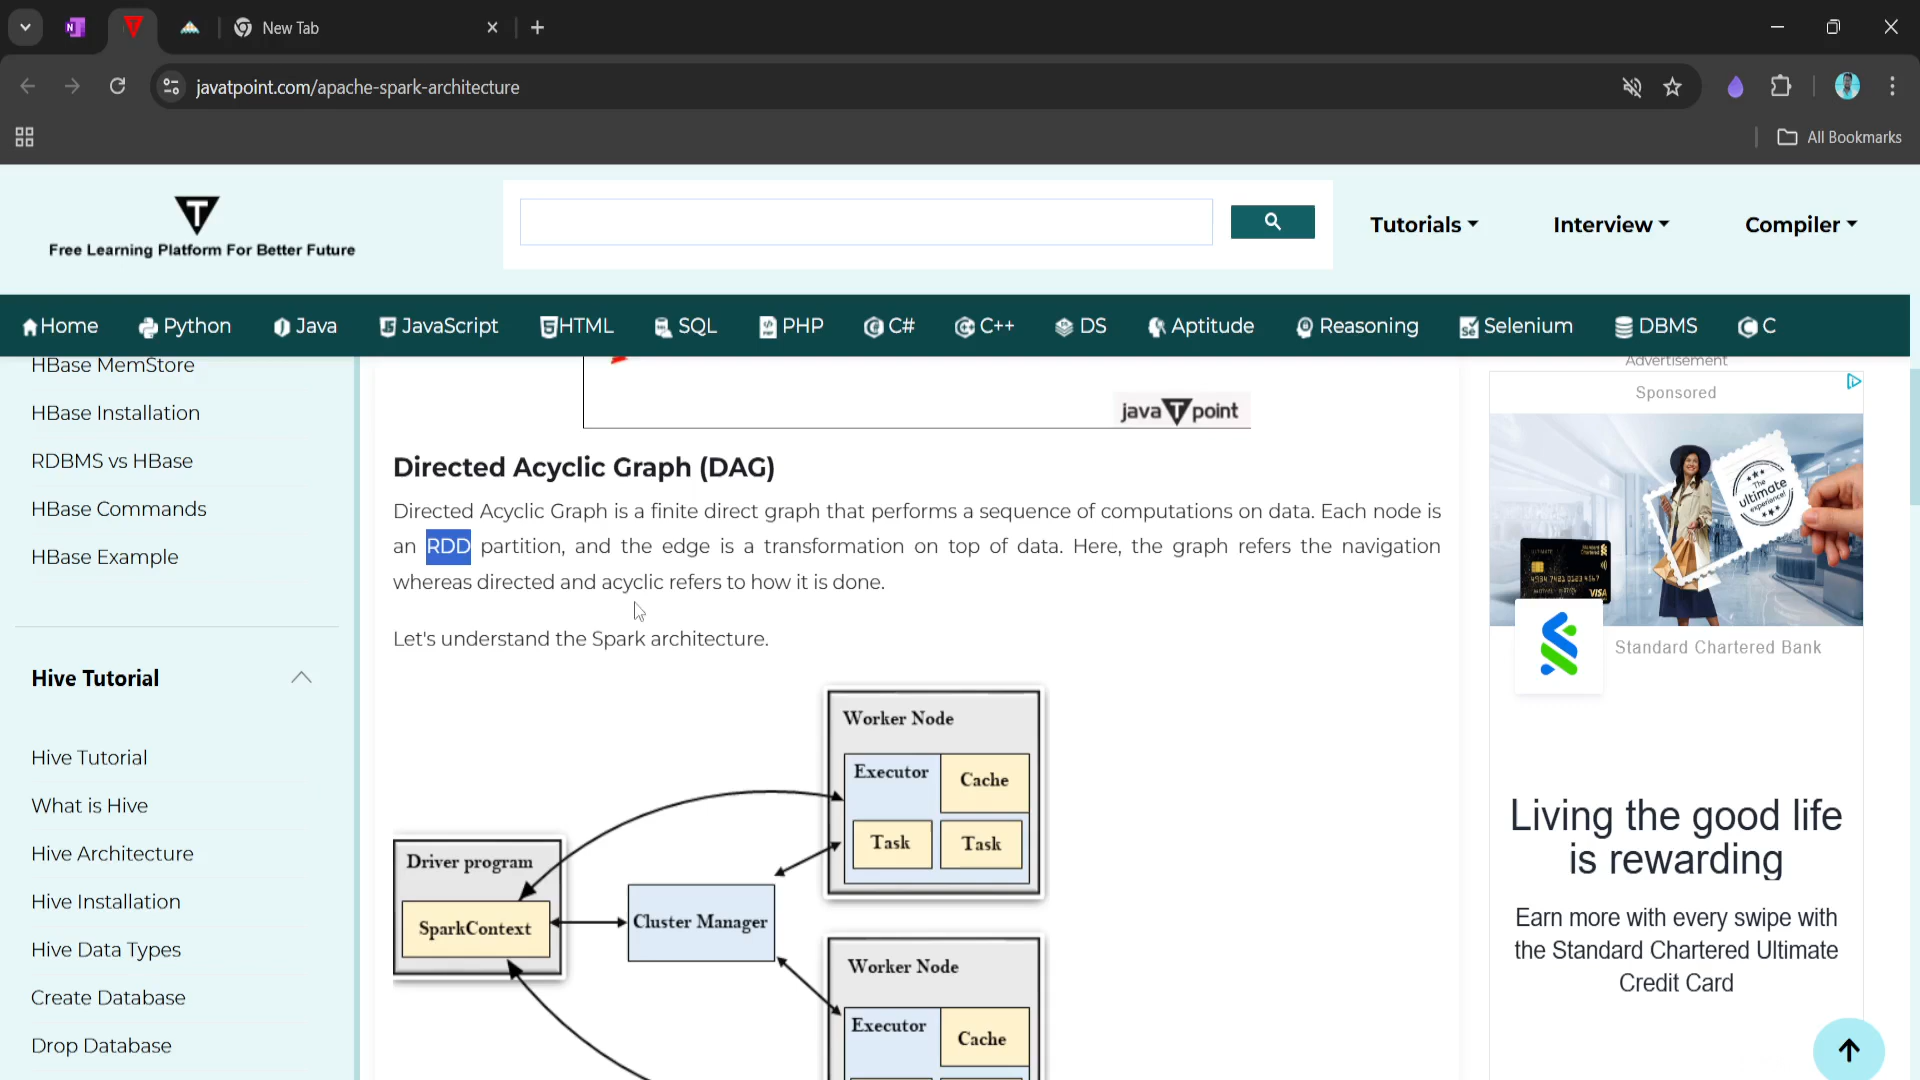 New Tab
javatpoint.com/apache-spark-architecture
All Bookmarks
T
Free Learning Platform For Better Future
Tutorials
Interview
Compiler
Home
Python
Java
JavaScript
HTML
SQL
PHP
C#
C++
DS
Aptitude
Reasoning
Selenium
DBMS
C
HBase MemStore
HBase Installation
RDBMS vs HBase
HBase Commands
HBase Example
Hive Tutorial
Hive Tutorial
What is Hive
Hive Architecture
Hive Installation
Hive Data Types
Create Database
Drop Database
java T point
Directed Acyclic Graph (DAG)
Directed Acyclic Graph is a finite direct graph that performs a sequence of computations on data. Each node is
an RDD partition, and the edge is a transformation on top of data. Here, the graph refers the navigation
whereas directed and acyclic refers to how it is done.
Let's understand the Spark architecture.
Worker Node
Executor
Cache
Task
Task
Driver program
SparkContext
Cluster Manager
Worker Node
Executor
Cache
Advertisement
Sponsored
The
ultimate
experience!
VISA
Standard Chartered Bank
Living the good life
is rewarding
Earn more with every swipe with
the Standard Chartered Ultimate
Credit Card